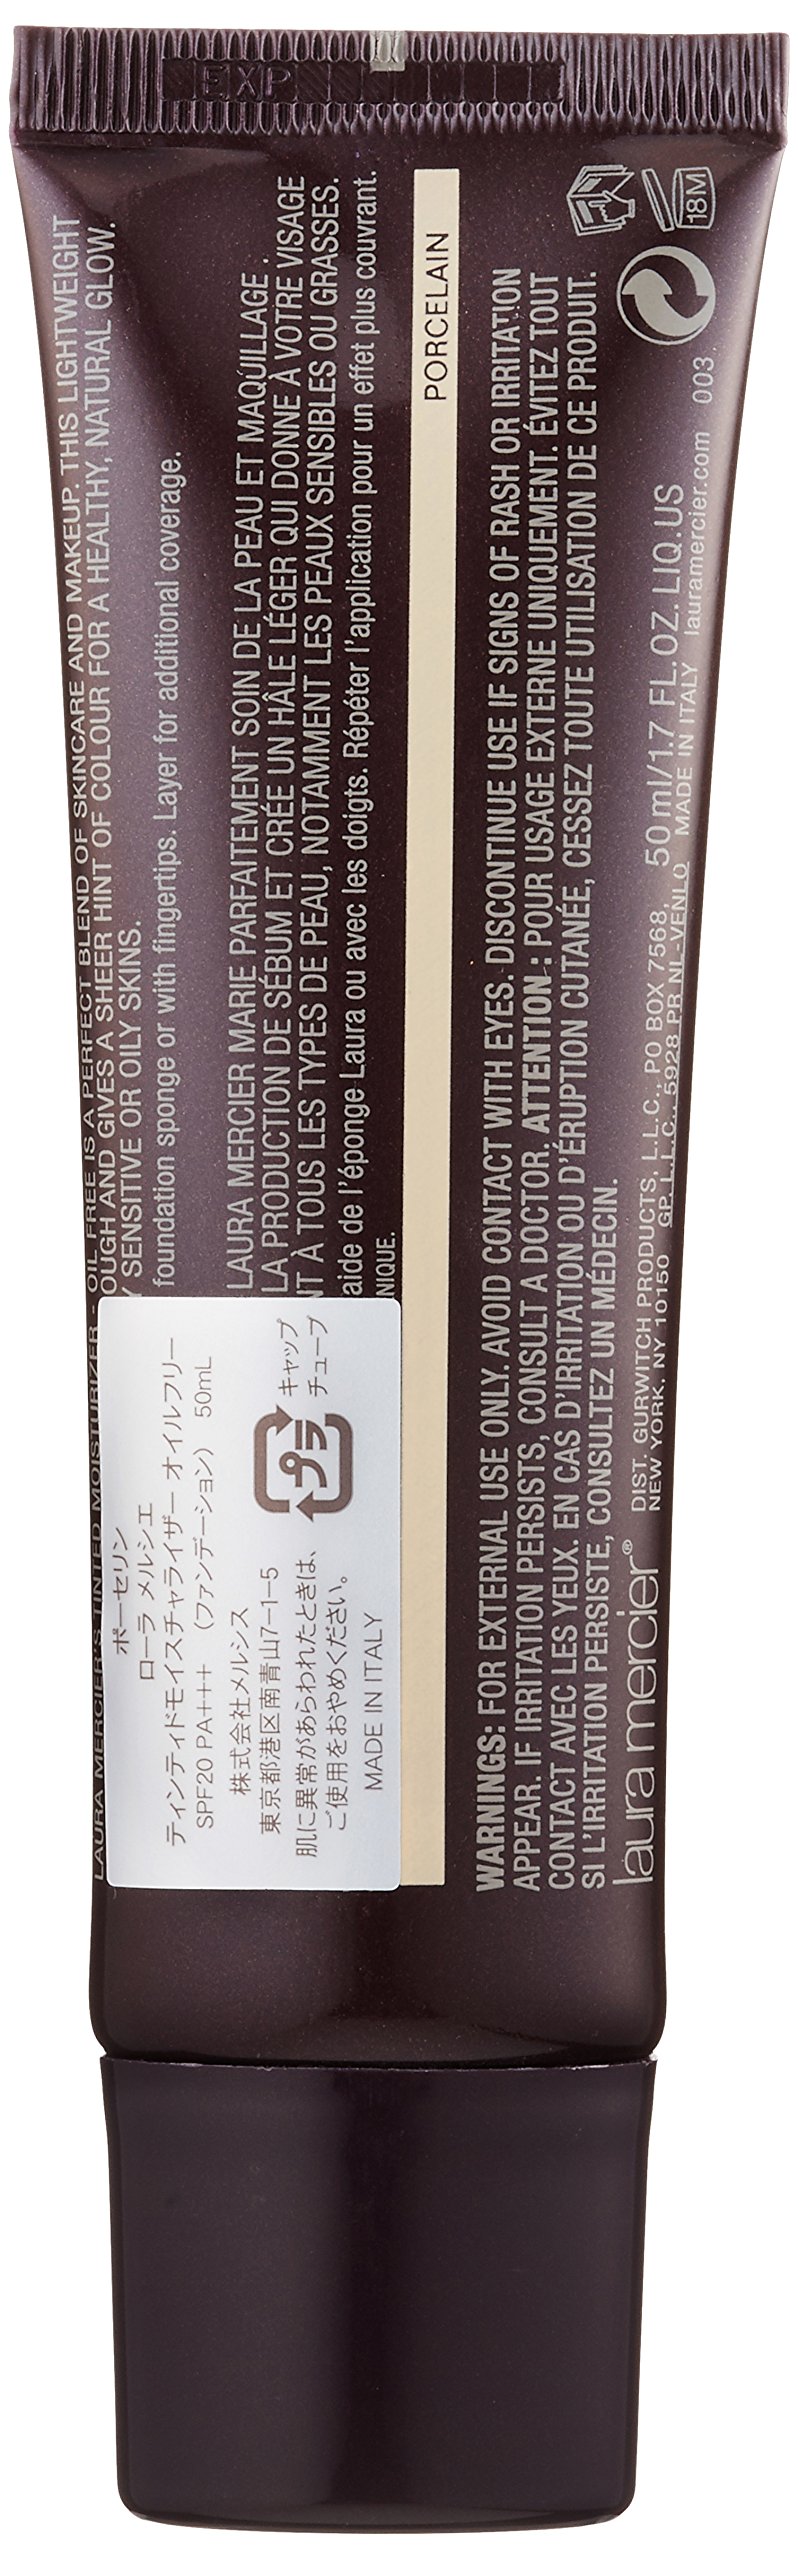 EXP
LAURA MERCIER'S TINTED MOISTURIZER - OIL FREE IS A PERFECT BLEND OF SKINCARE AND MAKEUP. THIS LIGHTWEIGHT
OUGH AND GIVES A SHEER HINT OF COLOUR FOR A HEALTHY, NATURAL GLOW.
Y SENSITIVE OR OILY SKINS.
foundation sponge or with fingertips. Layer for additional coverage.
LAURA MERCIER MARIE PARFAITEMENT SOIN DE LA PEAU ET MAQUILLAGE .
LA PRODUCTION DE SÉBUM ET CRÉE UN HÂLE LÉGER QUI DONNE À VOTRE VISAGE
NT À TOUS LES TYPES DE PEAU, NOTAMMENT LES PEAUX SENSIBLES OU GRASSES.
aide de l'éponge Laura ou avec les doigts. Répéter l'application pour un effet plus couvrant.
NIQUE.
ポーセリン
ローラ メルシエ
ティンティドモイスチャライザー オイルフリー
SPF20 PA+++ (ファンデーション) 50mL
株式会社メルシス
東京都港区南青山7-1-5
肌に異常があらわれたときは、
ご使用をおやめください。
MADE IN ITALY
プラ
キャップ
チューブ
PORCELAIN
WARNINGS: FOR EXTERNAL USE ONLY. AVOID CONTACT WITH EYES. DISCONTINUE USE IF SIGNS OF RASH OR IRRITATION
APPEAR. IF IRRITATION PERSISTS, CONSULT A DOCTOR. ATTENTION : POUR USAGE EXTERNE UNIQUEMENT. ÉVITEZ TOUT
CONTACT AVEC LES YEUX. EN CAS D'IRRITATION OU D'ÉRUPTION CUTANÉE, CESSEZ TOUTE UTILISATION DE CE PRODUIT.
SI L'IRRITATION PERSISTE, CONSULTEZ UN MÉDECIN.
laura mercier®
DIST. GURWITCH PRODUCTS, L.L.C., PO BOX 7568, 50 ml/1.7 FL. OZ. LIQ. US
NEW YORK, NY 10150 GP, L.L.C., 5928 PR NL-VENLO MADE IN ITALY lauramercier.com 003
18M